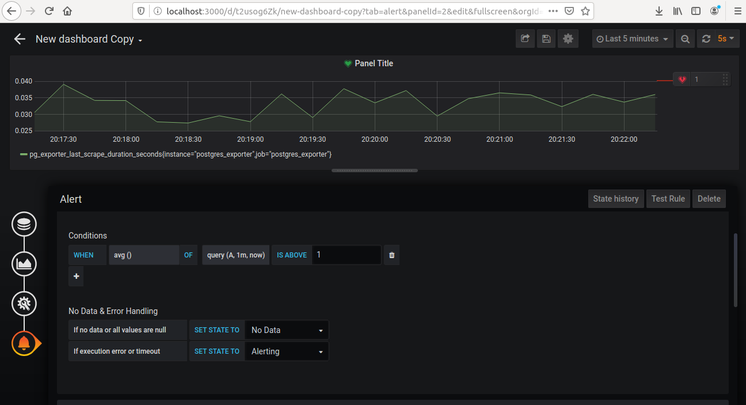 localhost:3000/d/t2usog6Zk/new-dashboard-copy?tab=alert&panelId=2&edit&fullscreen&orgId
New dashboard Copy
Last 5 minutes
5s
Panel Title
0.040
0.035
0.030
0.025
1
20:17:30 20:18:00 20:18:30 20:19:00 20:19:30 20:20:00 20:20:30 20:21:00 20:21:30 20:22:00
pg_exporter_last_scrape_duration_seconds{instance="postgres_exporter",job="postgres_exporter"}
Alert
State history Test Rule Delete
Conditions
WHEN avg () OF query (A, 1m, now) IS ABOVE 1
+
No Data & Error Handling
If no data or all values are null SET STATE TO No Data
If execution error or timeout SET STATE TO Alerting